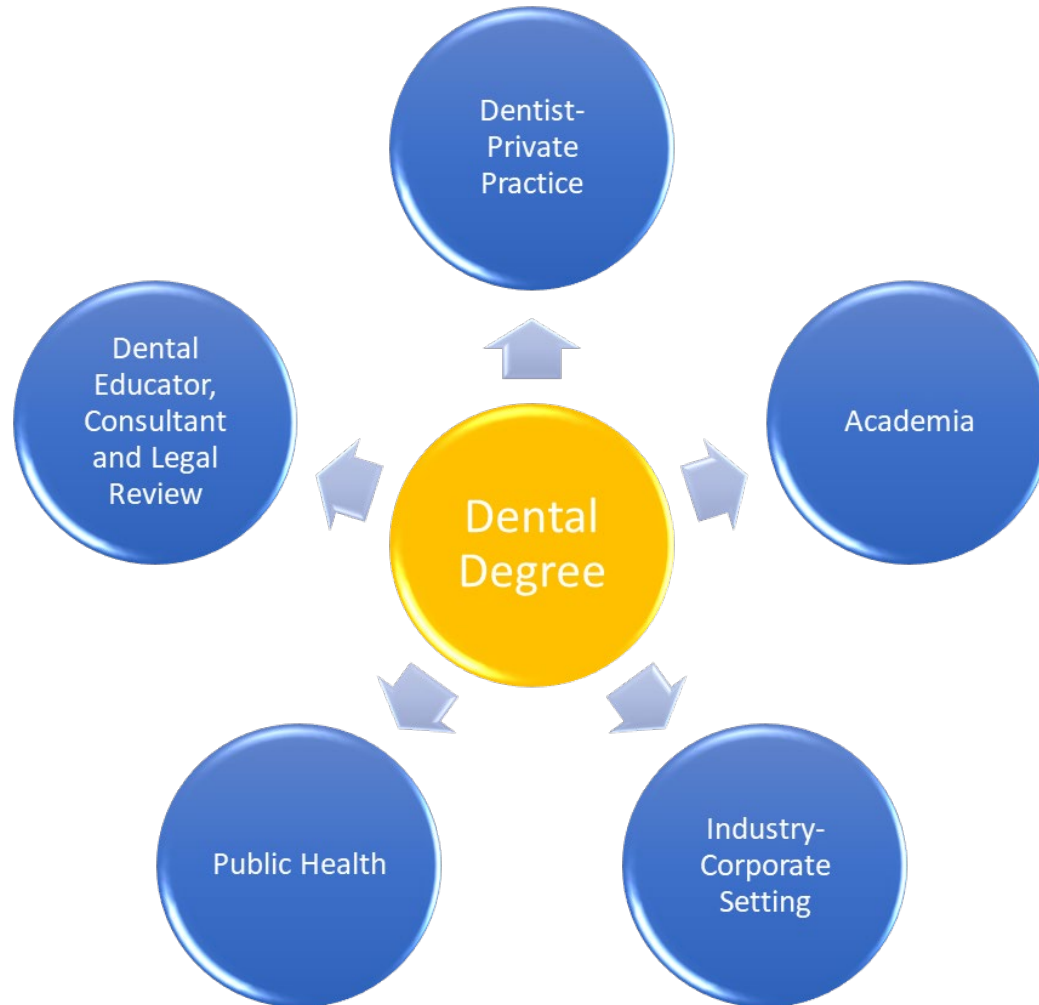 Dentist-
Private
Practice
Dental
Educator,
Consultant
and Legal
Review
Academia
Dental
Degree
Public Health
Industry-
Corporate
Setting